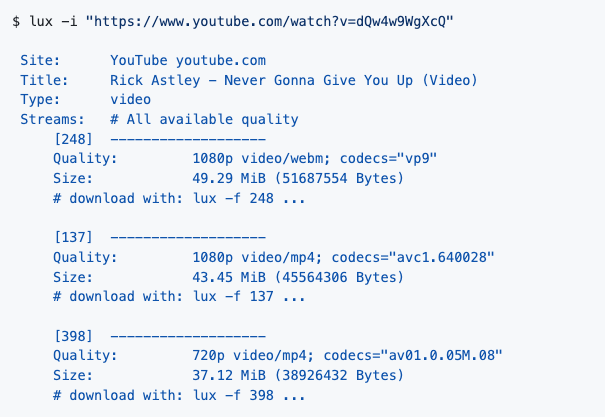 $ lux -i "https://www.youtube.com/watch?v=dQw4w9WgXcQ"
Site: YouTube youtube.com
Title: Rick Astley - Never Gonna Give You Up (Video)
Type: video
Streams: # All available quality
[248] -------------------
Quality: 1080p video/webm; codecs="vp9"
Size: 49.29 MiB (51687554 Bytes)
# download with: lux -f 248 ...
[137] -------------------
Quality: 1080p video/mp4; codecs="avc1.640028"
Size: 43.45 MiB (45564306 Bytes)
# download with: lux -f 137 ...
[398] -------------------
Quality: 720p video/mp4; codecs="av01.0.05M.08"
Size: 37.12 MiB (38926432 Bytes)
# download with: lux -f 398 ...